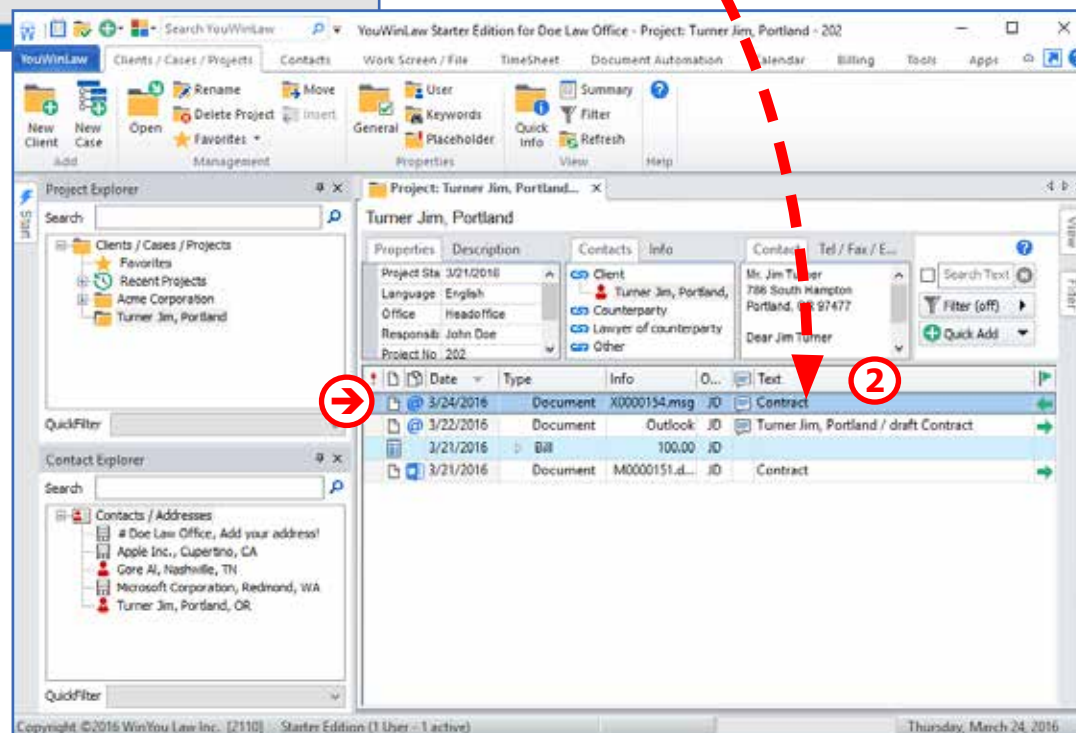 Search YouWinLaw YouWinLaw Starter Edition for Doe Law Office - Project: Turner Jim, Portland - 202
YouWinLaw Clients / Cases / Projects Contacts Work Screen / File TimeSheet Document Automation Calendar Billing Tools Apps
Rename Move User Summary
Delete Project Insert Keywords Filter
New Client New Case Open Favorites General Placeholder Quick Info Refresh
Add Management Properties View Help
Start
Project Explorer
Search
Clients / Cases / Projects
Favorites
Recent Projects
Acme Corporation
Turner Jim, Portland
QuickFilter
Contact Explorer
Search
Contacts / Addresses
# Doe Law Office, Add your address!
Apple Inc., Cupertino, CA
Gore Al, Nashville, TN
Microsoft Corporation, Redmond, WA
Turner Jim, Portland, OR
QuickFilter
Project: Turner Jim, Portland...
Turner Jim, Portland
Properties Description
Project Sta 3/21/2016
Language English
Office Headoffice
Responsib John Doe
Project No 202
Contacts Info
Client
Turner Jim, Portland,
Counterparty
Lawyer of counterparty
Other
Contact Tel / Fax / E...
Mr. Jim Turner
786 South Hampton
Portland, OR 97477
Dear Jim Turner
Search Text
Filter (off)
Quick Add
View
Filter
Date Type Info O... Text
2
3/24/2016 Document X0000154.msg JD Contract
3/22/2016 Document Outlook JD Turner Jim, Portland / draft Contract
3/21/2016 Bill 100.00 JD
3/21/2016 Document M0000151.d... JD Contract
Copyright ©2016 WinYou Law Inc. [2110] Starter Edition (1 User - 1 active) Thursday, March 24, 2016